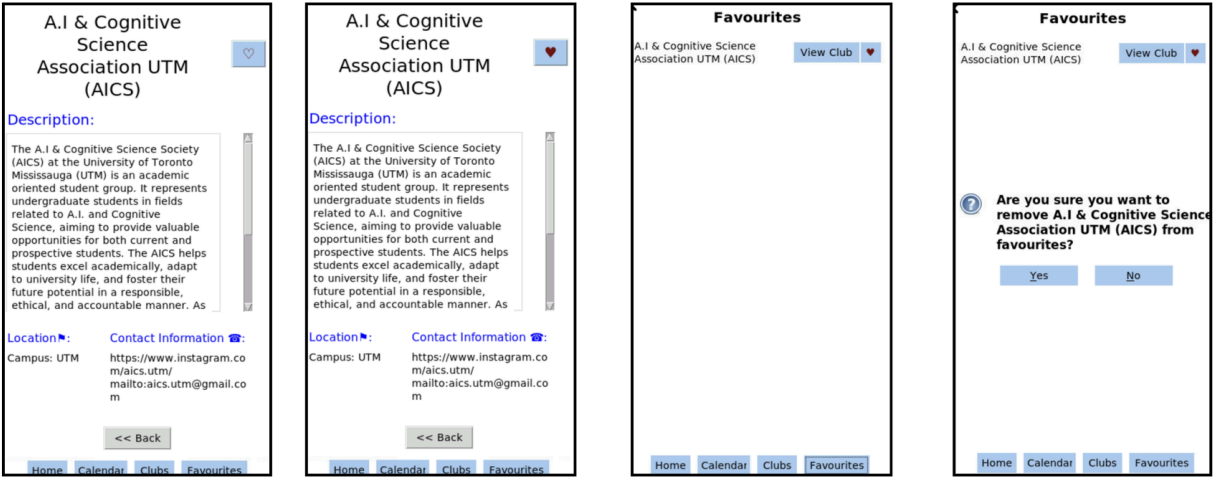 A.I & Cognitive
Science
Association UTM
(AICS)
♡
Description:
The A.I & Cognitive Science Society
(AICS) at the University of Toronto
Mississauga (UTM) is an academic
oriented student group. It represents
undergraduate students in fields
related to A.I. and Cognitive
Science, aiming to provide valuable
opportunities for both current and
prospective students. The AICS helps
students excel academically, adapt
to university life, and foster their
future potential in a responsible,
ethical, and accountable manner. As
Location⚑:
Campus: UTM
Contact Information ☎:
https://www.instagram.co
m/aics.utm/
mailto:aics.utm@gmail.co
m
<< Back
Home Calendar Clubs Favourites
A.I & Cognitive
Science
Association UTM
(AICS)
♥
Description:
The A.I & Cognitive Science Society
(AICS) at the University of Toronto
Mississauga (UTM) is an academic
oriented student group. It represents
undergraduate students in fields
related to A.I. and Cognitive
Science, aiming to provide valuable
opportunities for both current and
prospective students. The AICS helps
students excel academically, adapt
to university life, and foster their
future potential in a responsible,
ethical, and accountable manner. As
Location⚑:
Campus: UTM
Contact Information ☎:
https://www.instagram.co
m/aics.utm/
mailto:aics.utm@gmail.co
m
<< Back
Home Calendar Clubs Favourites
Favourites
A.I & Cognitive Science
Association UTM (AICS)
View Club ♥
Home Calendar Clubs Favourites
Favourites
A.I & Cognitive Science
Association UTM (AICS)
View Club ♥
?
Are you sure you want to
remove A.I & Cognitive Science
Association UTM (AICS) from
favourites?
Yes No
Home Calendar Clubs Favourites